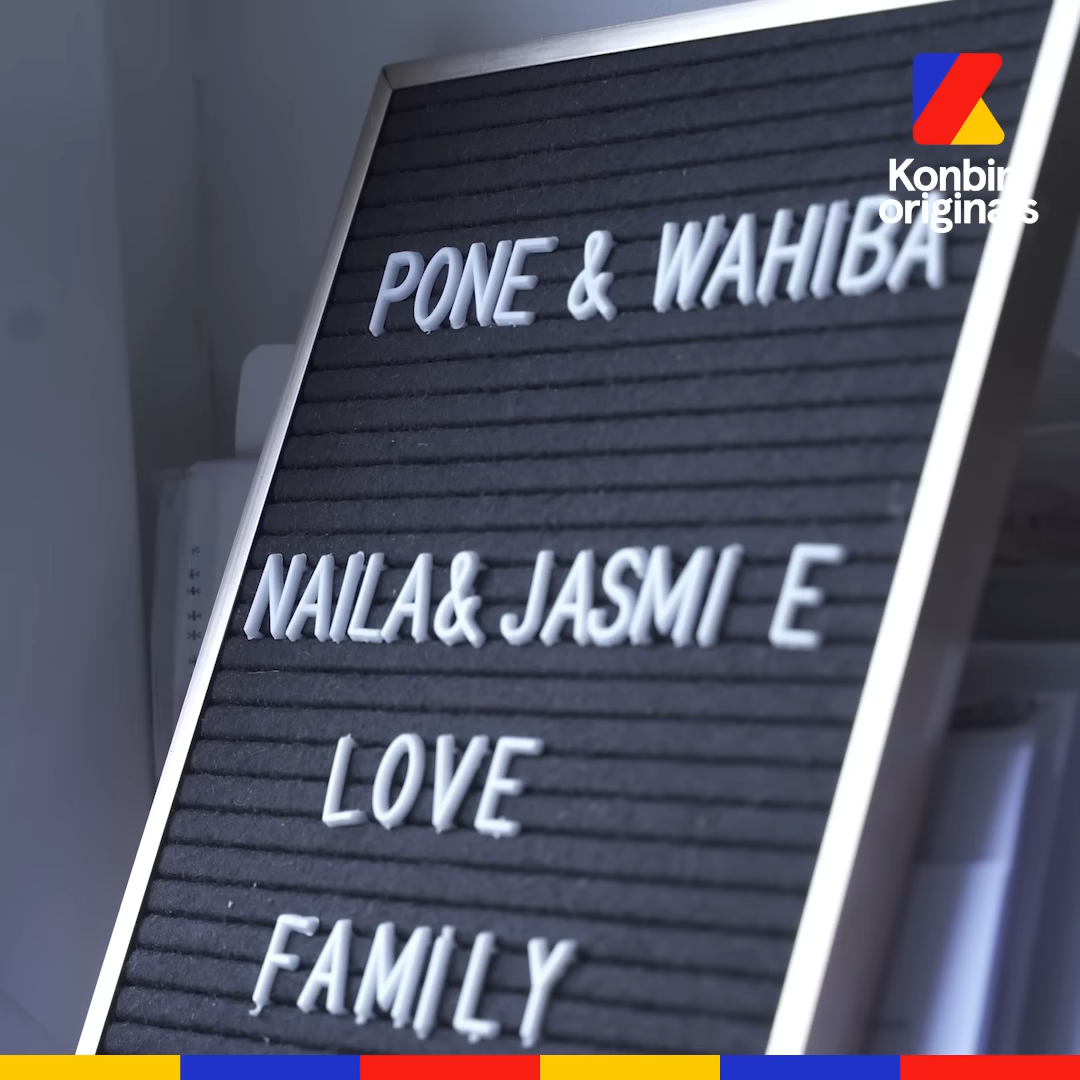 Konbini
originals
PONE & WAHIBA
NAILA& JASMI E
LOVE
FAMILY